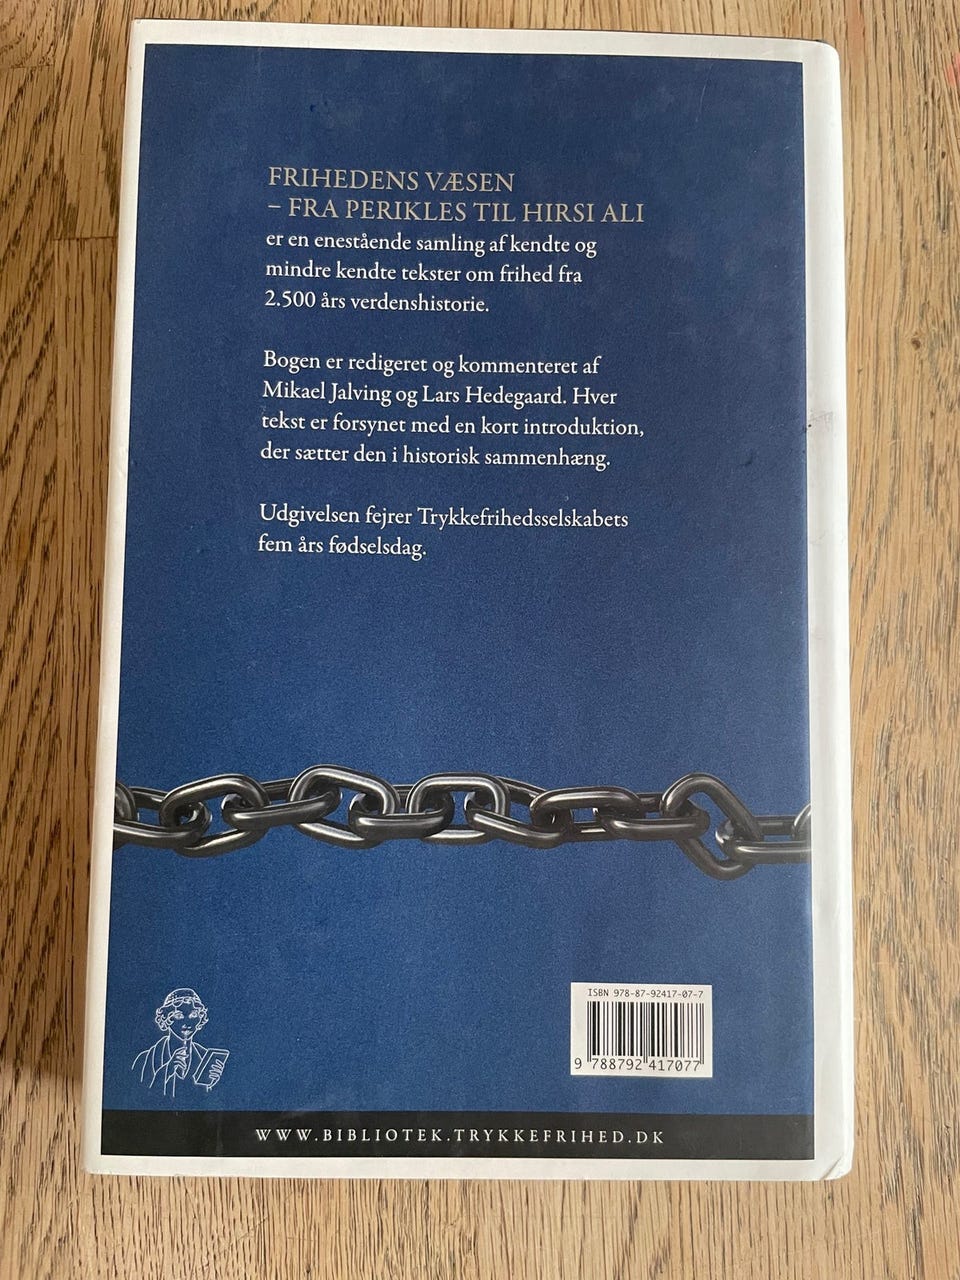 FRIHEDENS VÆSEN
– FRA PERIKLES TIL HIRSI ALI
er en enestående samling af kendte og
mindre kendte tekster om frihed fra
2.500 års verdenshistorie.
Bogen er redigeret og kommenteret af
Mikael Jalving og Lars Hedegaard. Hver
tekst er forsynet med en kort introduktion,
der sætter den i historisk sammenhæng.
Udgivelsen fejrer Trykkefrihedsselskabets
fem års fødselsdag.
ISBN 978-87-92417-07-7
9 788792 417077
WWW.BIBLIOTEK.TRYKKEFRIHED.DK